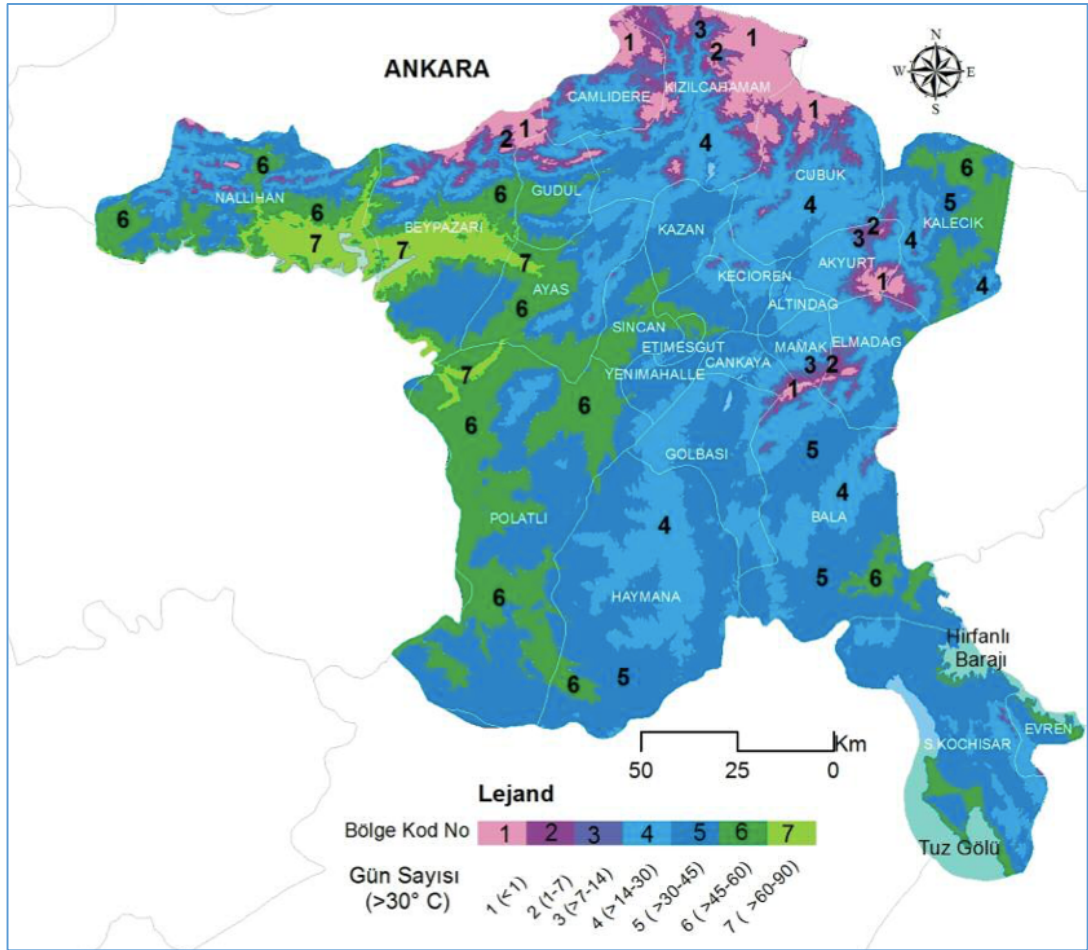 ANKARA
N
W E
S
1
3
1
2
CAMLIDERE
KIZILCAHAMAM
1
2
1
4
6
NALLIHAN
6
GUDUL
6
CUBUK
6
5
KALECIK
6
6
4
2
3
4
BEYPAZARI
KAZAN
7
7
7
AKYURT
KECIOREN
1
4
AYAS
6
ALTINDAG
SINCAN
ETIMESGUT
MAMAK
ELMADAG
CANKAYA
3
2
YENIMAHALLE
7
1
6
6
GOLBASI
5
4
POLATLI
4
BALA
5
6
HAYMANA
6
Hirfanlı
Barajı
6
5
EVREN
S.KOCHISAR
Km
50 25 0
Tuz Gölü
Lejand
Bölge Kod No 1 2 3 4 5 6 7
Gün Sayısı
(>30° C)
1 (<1)
2 (1-7)
3 (>7-14)
4 (>14-30)
5 ( >30-45)
6 ( >45-60)
7 ( >60-90)